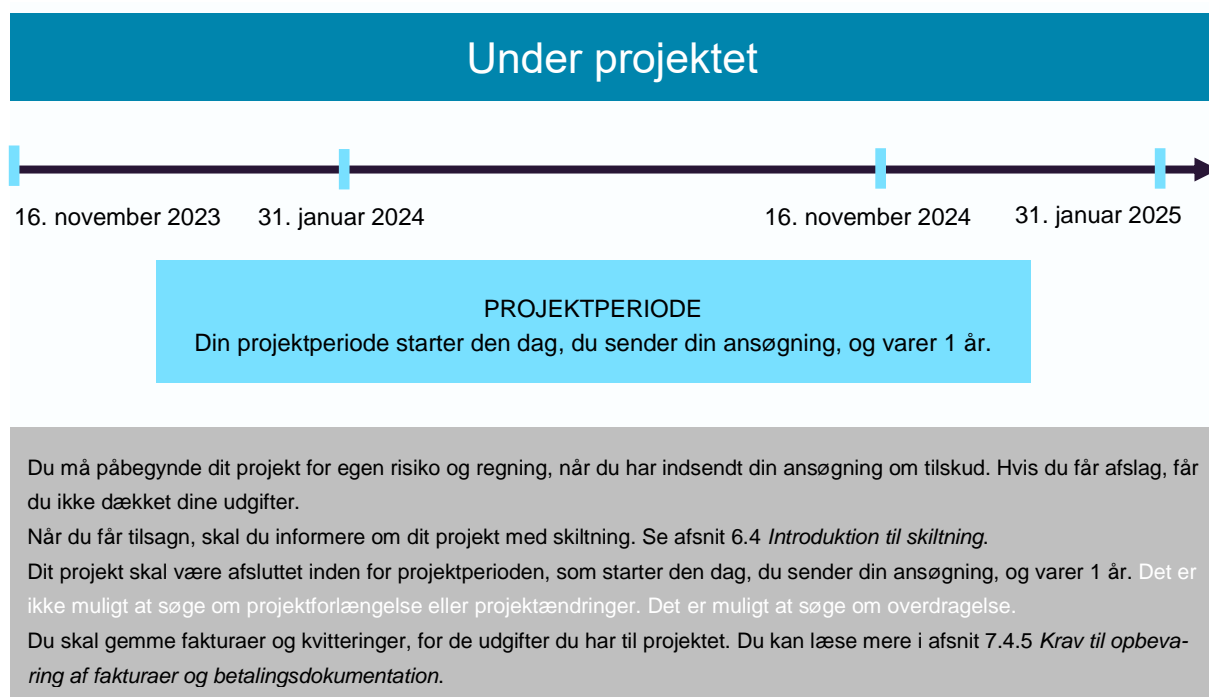 Under projektet
16. november 2023 31. januar 2024 16. november 2024 31. januar 2025
PROJEKTPERIODE
Din projektperiode starter den dag, du sender din ansøgning, og varer 1 år.
Du må påbegynde dit projekt for egen risiko og regning, når du har indsendt din ansøgning om tilskud. Hvis du får afslag, får
du ikke dækket dine udgifter.
Når du får tilsagn, skal du informere om dit projekt med skiltning. Se afsnit 6.4 Introduktion til skiltning.
Dit projekt skal være afsluttet inden for projektperioden, som starter den dag, du sender din ansøgning, og varer 1 år. Det er
ikke muligt at søge om projektforlængelse eller projektændringer. Det er muligt at søge om overdragelse.
Du skal gemme fakturaer og kvitteringer, for de udgifter du har til projektet. Du kan læse mere i afsnit 7.4.5 Krav til opbeva-
ring af fakturaer og betalingsdokumentation.